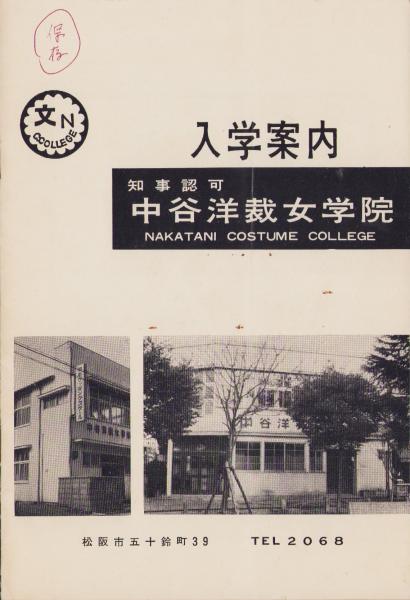 保存
文N
COOLLEGE
入学案内
知事認可
中谷洋裁女学院
NAKATANI COSTUME COLLEGE
中谷洋
松阪市五十鈴町39 TEL 2068